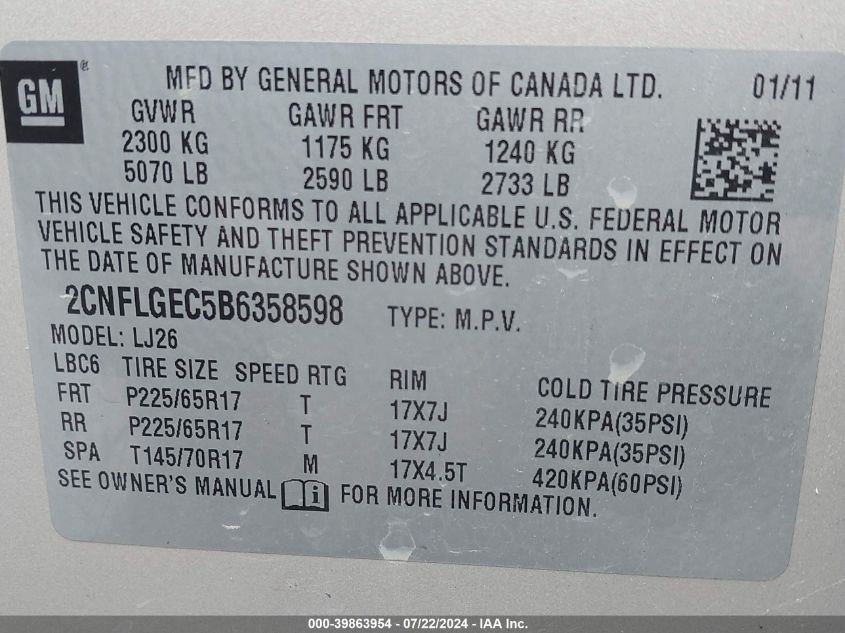 GM®
MFD BY GENERAL MOTORS OF CANADA LTD. 01/11
GVWR GAWR FRT GAWR RR
2300 KG 1175 KG 1240 KG
5070 LB 2590 LB 2733 LB
THIS VEHICLE CONFORMS TO ALL APPLICABLE U.S. FEDERAL MOTOR
VEHICLE SAFETY AND THEFT PREVENTION STANDARDS IN EFFECT ON
THE DATE OF MANUFACTURE SHOWN ABOVE.
2CNFLGEC5B6358598 TYPE: M.P.V.
MODEL: LJ26
LBC6 TIRE SIZE SPEED RTG RIM COLD TIRE PRESSURE
FRT P225/65R17 T 17X7J 240KPA(35PSI)
RR P225/65R17 T 17X7J 240KPA(35PSI)
SPA T145/70R17 M 17X4.5T 420KPA(60PSI)
SEE OWNER'S MANUAL i FOR MORE INFORMATION.
000-39863954 - 07/22/2024 - IAA Inc.